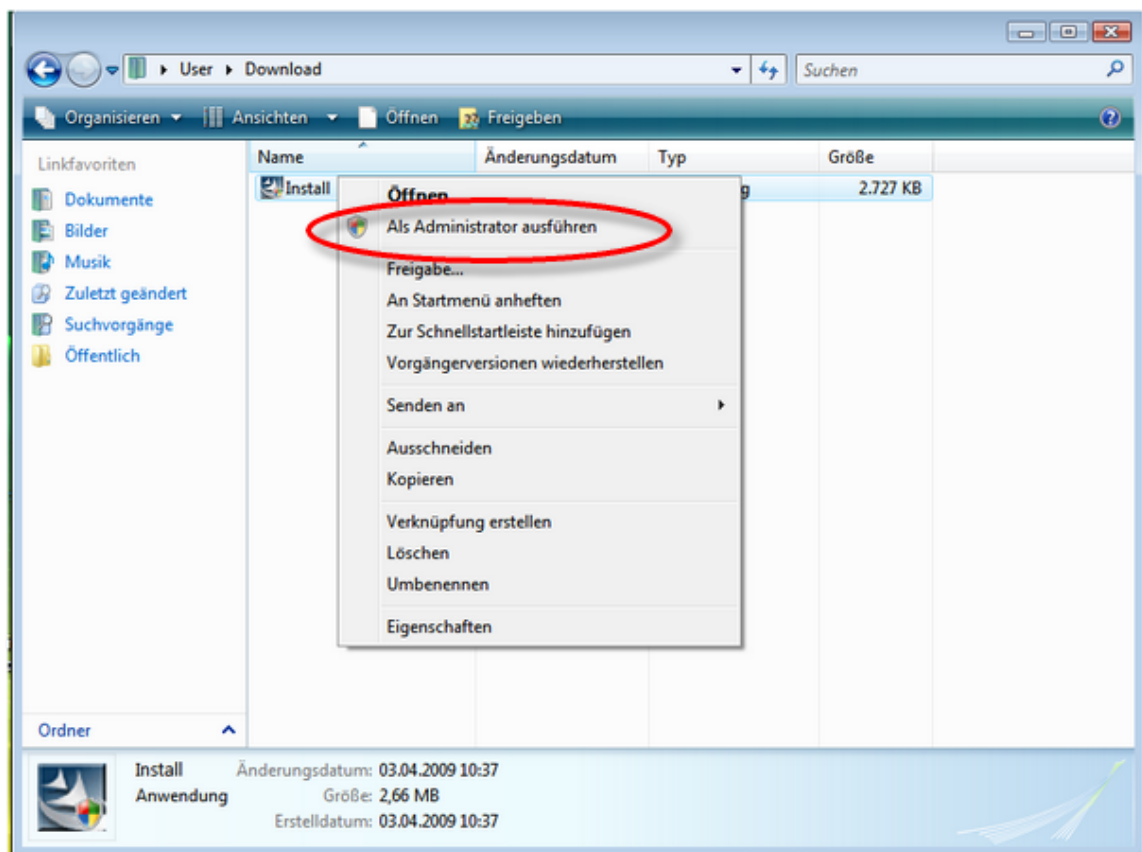 User Download
Suchen
Organisieren Ansichten Öffnen Freigeben
Linkfavoriten
Dokumente
Bilder
Musik
Zuletzt geändert
Suchvorgänge
Öffentlich
Ordner
Name Änderungsdatum Typ Größe
Install 2.727 KB
Öffnen
Als Administrator ausführen
Freigabe...
An Startmenü anheften
Zur Schnellstartleiste hinzufügen
Vorgängerversionen wiederherstellen
Senden an
Ausschneiden
Kopieren
Verknüpfung erstellen
Löschen
Umbenennen
Eigenschaften
Install Änderungsdatum: 03.04.2009 10:37
Anwendung Größe: 2,66 MB
Erstelldatum: 03.04.2009 10:37